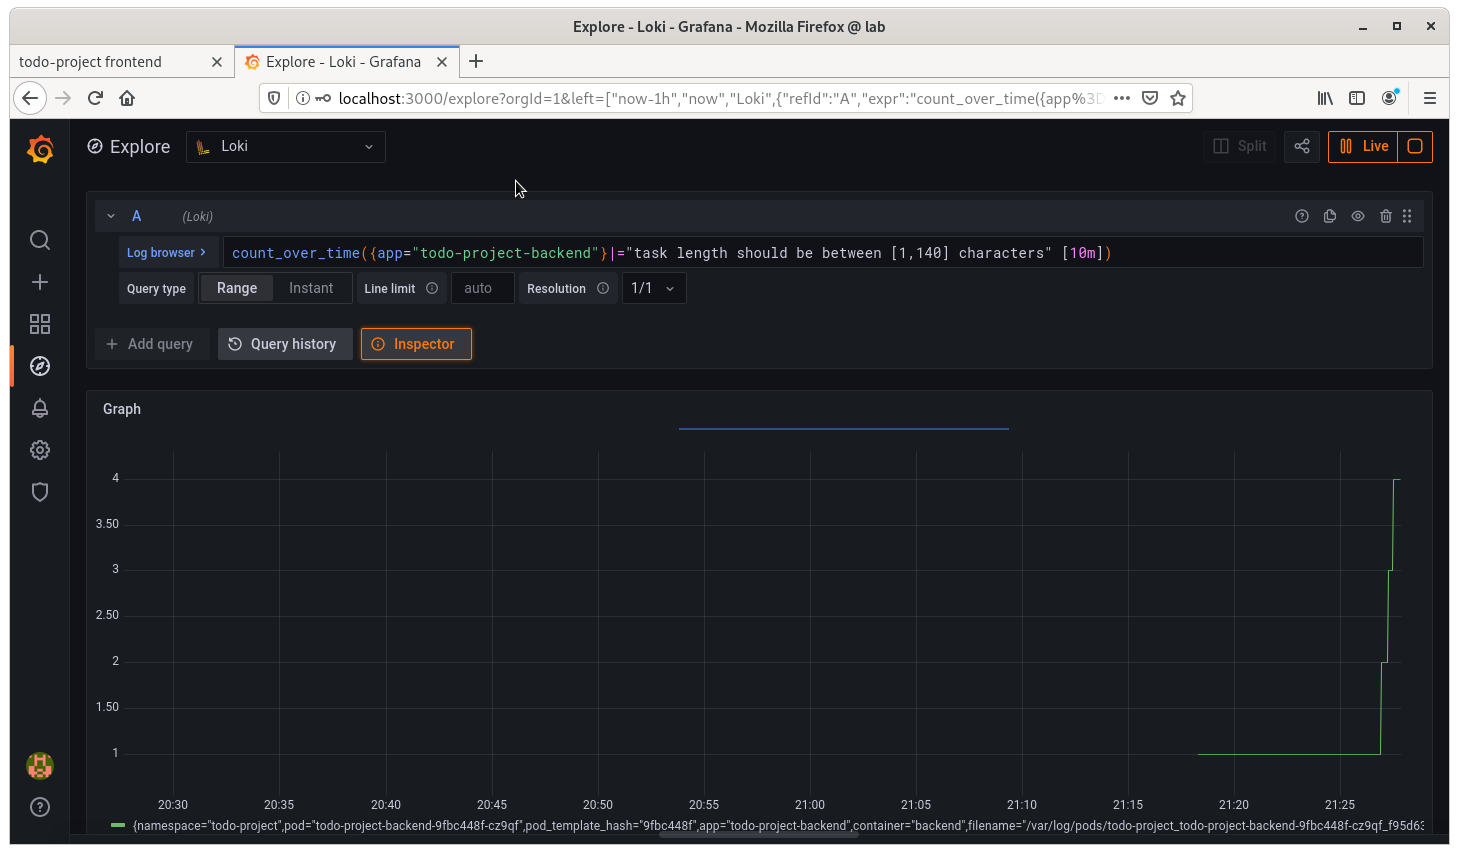 Explore - Loki - Grafana - Mozilla Firefox @ lab
todo-project frontend
Explore - Loki - Grafana
localhost:3000/explore?orgId=1&left=["now-1h","now","Loki",{"refId":"A","expr":"count_over_time({app%3D
Explore
Loki
Split
Live
A
(Loki)
Log browser
count_over_time({app="todo-project-backend"}|="task length should be between [1,140] characters" [10m])
Query type
Range
Instant
Line limit
auto
Resolution
1/1
Add query
Query history
Inspector
Graph
4
3.50
3
2.50
2
1.50
1
20:30
20:35
20:40
20:45
20:50
20:55
21:00
21:05
21:10
21:15
21:20
21:25
{namespace="todo-project",pod="todo-project-backend-9fbc448f-cz9qf",pod_template_hash="9fbc448f",app="todo-project-backend",container="backend",filename="/var/log/pods/todo-project_todo-project-backend-9fbc448f-cz9qf_f95d63